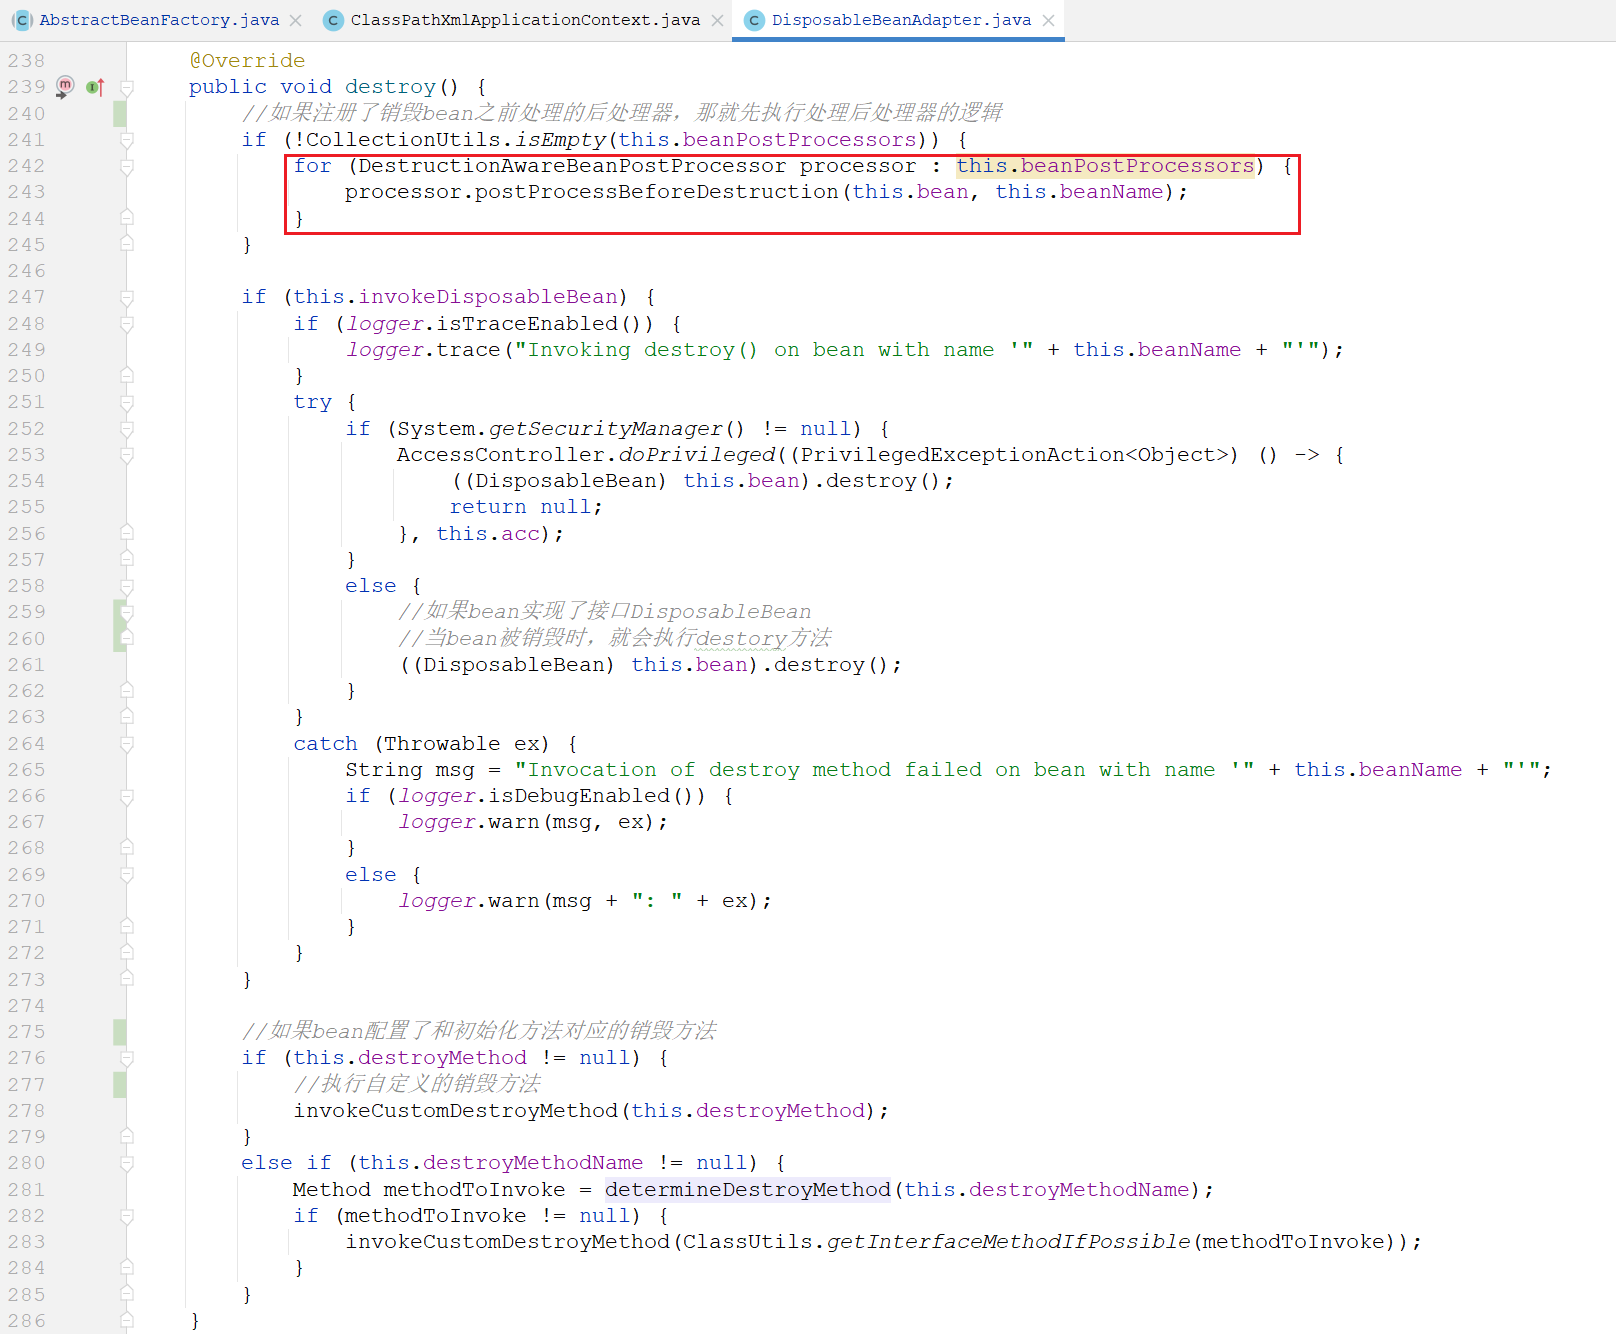 AbstractBeanFactory.java ClassPathXmlApplicationContext.java DisposableBeanAdapter.java
238 @Override
239 public void destroy() {
240 //如果注册了销毁bean之前处理的后处理器，那就先执行处理后处理器的逻辑
241 if (!CollectionUtils.isEmpty(this.beanPostProcessors)) {
242 for (DestructionAwareBeanPostProcessor processor : this.beanPostProcessors) {
243 processor.postProcessBeforeDestruction(this.bean, this.beanName);
244 }
245 }
246
247 if (this.invokeDisposableBean) {
248 if (logger.isTraceEnabled()) {
249 logger.trace("Invoking destroy() on bean with name '" + this.beanName + "'");
250 }
251 try {
252 if (System.getSecurityManager() != null) {
253 AccessController.doPrivileged((PrivilegedExceptionAction<Object>) () -> {
254 ((DisposableBean) this.bean).destroy();
255 return null;
256 }, this.acc);
257 }
258 else {
259 //如果bean实现了接口DisposableBean
260 //当bean被销毁时，就会执行destory方法
261 ((DisposableBean) this.bean).destroy();
262 }
263 }
264 catch (Throwable ex) {
265 String msg = "Invocation of destroy method failed on bean with name '" + this.beanName + "'";
266 if (logger.isDebugEnabled()) {
267 logger.warn(msg, ex);
268 }
269 else {
270 logger.warn(msg + ": " + ex);
271 }
272 }
273 }
274
275 //如果bean配置了和初始化方法对应的销毁方法
276 if (this.destroyMethod != null) {
277 //执行自定义的销毁方法
278 invokeCustomDestroyMethod(this.destroyMethod);
279 }
280 else if (this.destroyMethodName != null) {
281 Method methodToInvoke = determineDestroyMethod(this.destroyMethodName);
282 if (methodToInvoke != null) {
283 invokeCustomDestroyMethod(ClassUtils.getInterfaceMethodIfPossible(methodToInvoke));
284 }
285 }
286 }